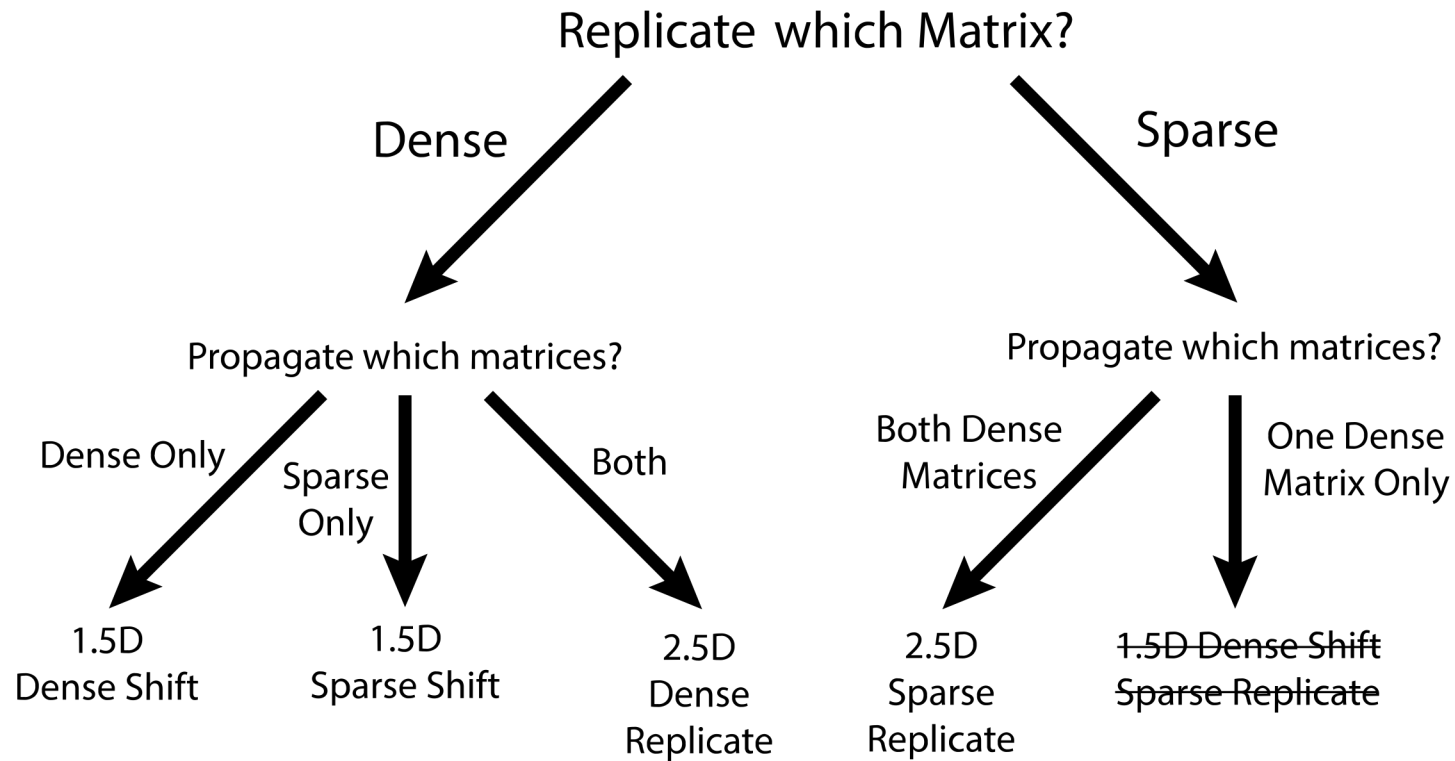 Replicate which Matrix?
Dense
Sparse
Propagate which matrices?
Propagate which matrices?
Dense Only
Sparse
Only
Both
Both Dense
Matrices
One Dense
Matrix Only
1.5D
Dense Shift
1.5D
Sparse Shift
2.5D
Dense
Replicate
2.5D
Sparse
Replicate
1.5D Dense Shift
Sparse Replicate